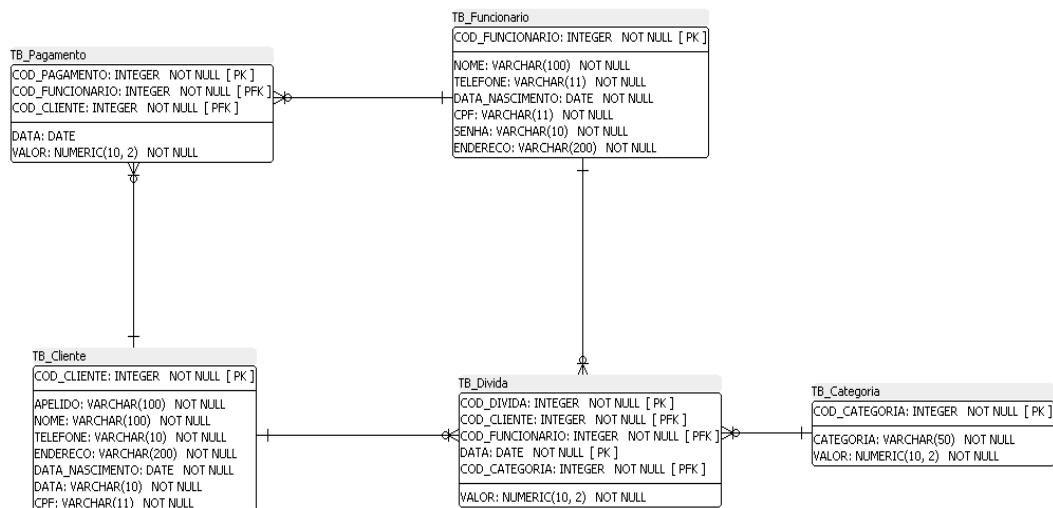 TB_Funcionario
COD_FUNCIONARIO: INTEGER NOT NULL [ PK ]
NOME: VARCHAR(100) NOT NULL
TELEFONE: VARCHAR(11) NOT NULL
DATA_NASCIMENTO: DATE NOT NULL
CPF: VARCHAR(11) NOT NULL
SENHA: VARCHAR(10) NOT NULL
ENDERECO: VARCHAR(200) NOT NULL
TB_Pagamento
COD_PAGAMENTO: INTEGER NOT NULL [ PK ]
COD_FUNCIONARIO: INTEGER NOT NULL [ PFK ]
COD_CLIENTE: INTEGER NOT NULL [ PFK ]
DATA: DATE
VALOR: NUMERIC(10, 2) NOT NULL
TB_Cliente
COD_CLIENTE: INTEGER NOT NULL [ PK ]
APELIDO: VARCHAR(100) NOT NULL
NOME: VARCHAR(100) NOT NULL
TELEFONE: VARCHAR(10) NOT NULL
ENDERECO: VARCHAR(200) NOT NULL
DATA_NASCIMENTO: DATE NOT NULL
DATA: VARCHAR(10) NOT NULL
CPF: VARCHAR(11) NOT NULL
TB_Divida
COD_DIVIDA: INTEGER NOT NULL [ PK ]
COD_CLIENTE: INTEGER NOT NULL [ PFK ]
COD_FUNCIONARIO: INTEGER NOT NULL [ PFK ]
DATA: DATE NOT NULL [ PK ]
COD_CATEGORIA: INTEGER NOT NULL [ PFK ]
VALOR: NUMERIC(10, 2) NOT NULL
TB_Categoria
COD_CATEGORIA: INTEGER NOT NULL [ PK ]
CATEGORIA: VARCHAR(50) NOT NULL
VALOR: NUMERIC(10, 2) NOT NULL